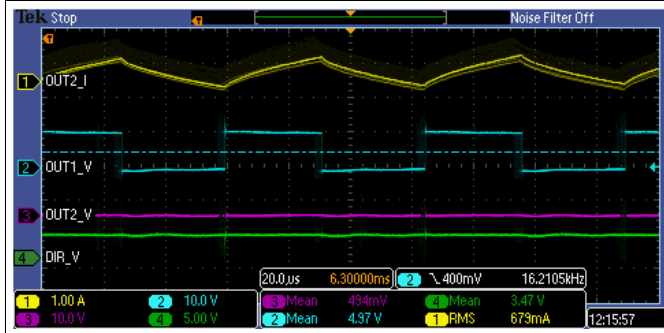 Tek Stop
Noise Filter Off
T
T
1 OUT2_I
2 OUT1_V
3 OUT2_V
4 DIR_V
20.0µs 6.30000ms 2 400mV 16.2105kHz
1 1.00 A 2 10.0 V 3 Mean 494mV 4 Mean 3.47 V
3 10.0 V 4 5.00 V 2 Mean 4.97 V 1 RMS 679mA 12:15:57